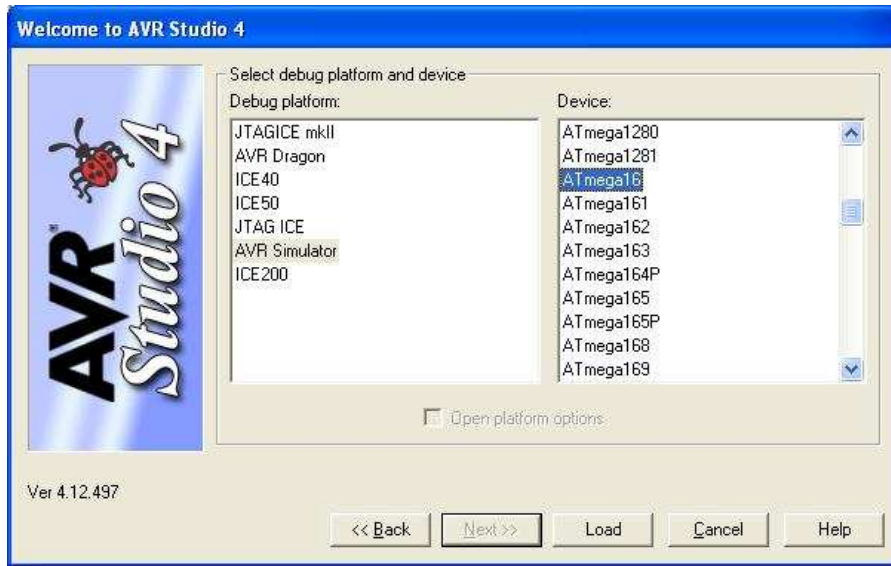 Welcome to AVR Studio 4
AVR®
Studio 4
Select debug platform and device
Debug platform:
JTAGICE mkII
AVR Dragon
ICE40
ICE50
JTAG ICE
AVR Simulator
ICE200
Device:
ATmega1280
ATmega1281
ATmega16
ATmega161
ATmega162
ATmega163
ATmega164P
ATmega165
ATmega165P
ATmega168
ATmega169
Open platform options
Ver 4.12.497
<< Back
Next >>
Load
Cancel
Help